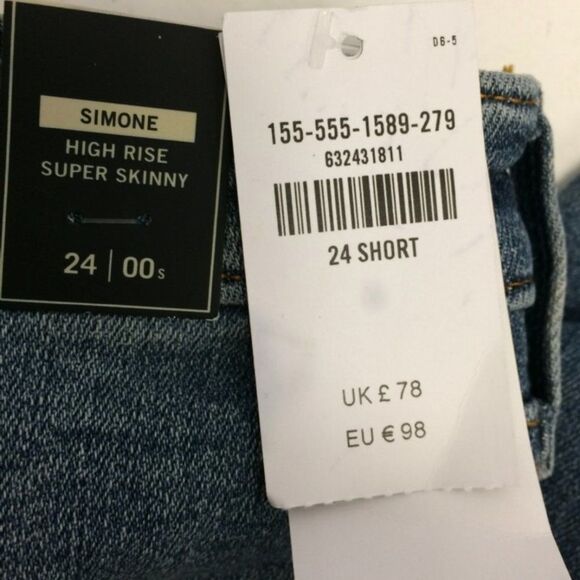 SIMONE
HIGH RISE
SUPER SKINNY
24 | 00s
D6-5
155-555-1589-279
632431811
24 SHORT
UK £ 78
EU € 98